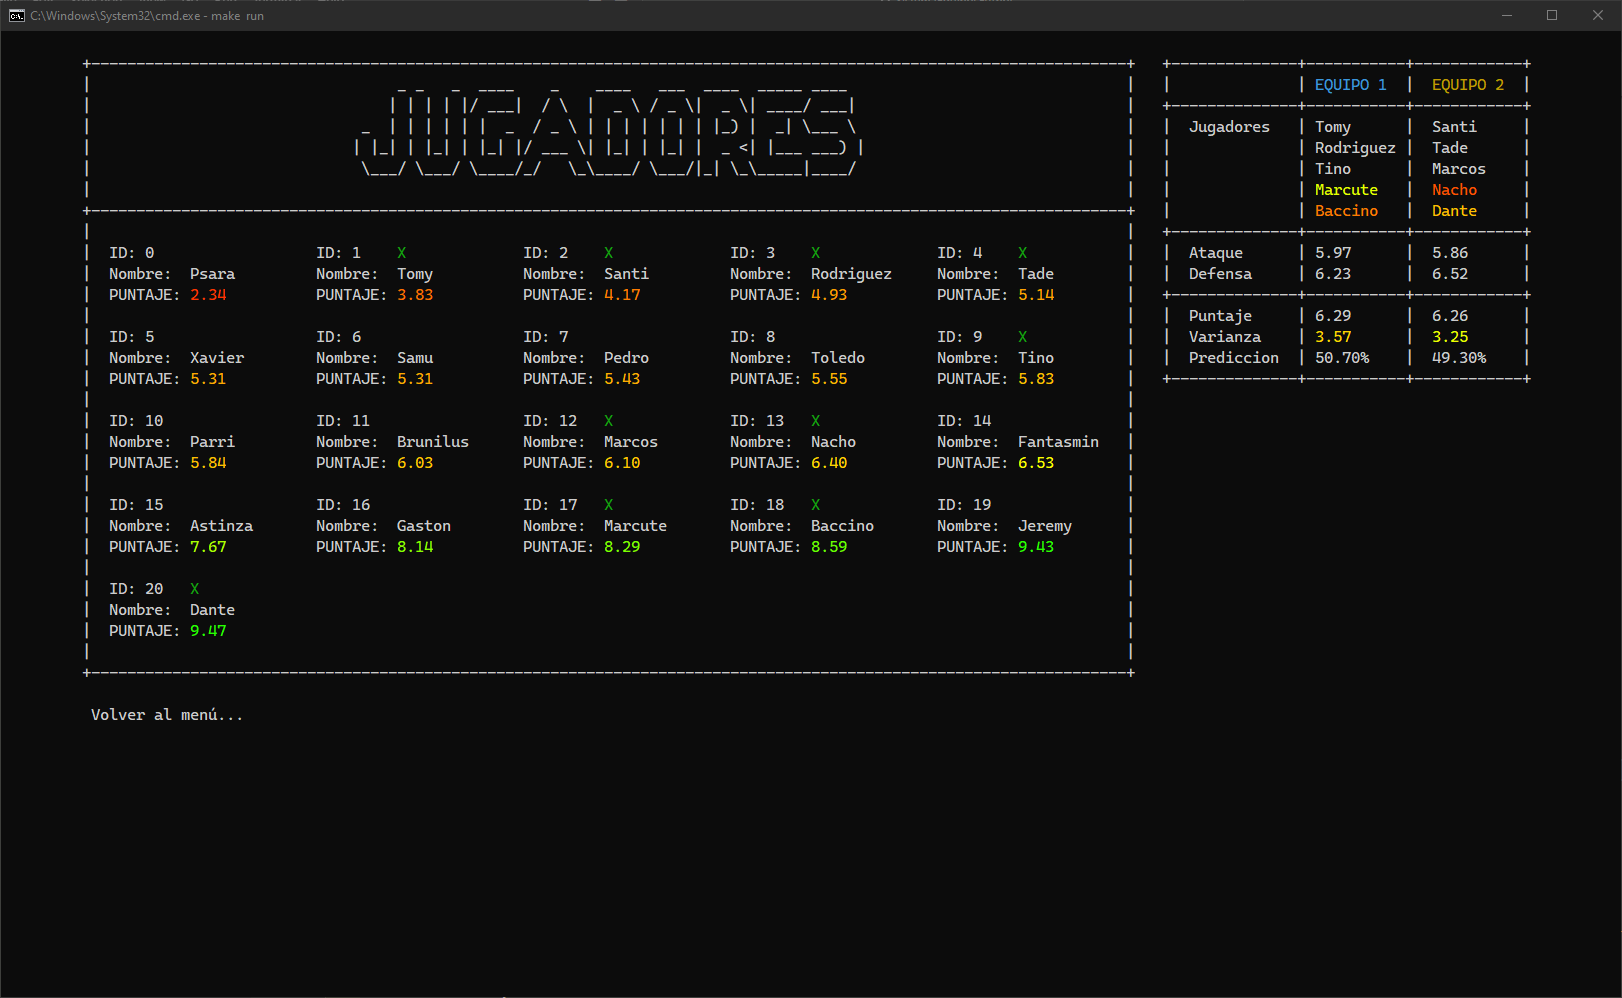 C:\Windows\System32\cmd.exe - make run
JUGADORES
ID: 0 ID: 1 X ID: 2 X ID: 3 X ID: 4 X
Nombre: Psara Nombre: Tomy Nombre: Santi Nombre: Rodriguez Nombre: Tade
PUNTAJE: 2.34 PUNTAJE: 3.83 PUNTAJE: 4.17 PUNTAJE: 4.93 PUNTAJE: 5.14
ID: 5 ID: 6 ID: 7 ID: 8 ID: 9 X
Nombre: Xavier Nombre: Samu Nombre: Pedro Nombre: Toledo Nombre: Tino
PUNTAJE: 5.31 PUNTAJE: 5.31 PUNTAJE: 5.43 PUNTAJE: 5.55 PUNTAJE: 5.83
ID: 10 ID: 11 ID: 12 X ID: 13 X ID: 14
Nombre: Parri Nombre: Brunilus Nombre: Marcos Nombre: Nacho Nombre: Fantasmin
PUNTAJE: 5.84 PUNTAJE: 6.03 PUNTAJE: 6.10 PUNTAJE: 6.40 PUNTAJE: 6.53
ID: 15 ID: 16 ID: 17 X ID: 18 X ID: 19
Nombre: Astinza Nombre: Gaston Nombre: Marcute Nombre: Baccino Nombre: Jeremy
PUNTAJE: 7.67 PUNTAJE: 8.14 PUNTAJE: 8.29 PUNTAJE: 8.59 PUNTAJE: 9.43
ID: 20 X
Nombre: Dante
PUNTAJE: 9.47
Volver al menú...
EQUIPO 1 EQUIPO 2
Jugadores Tomy Santi
Rodriguez Tade
Tino Marcos
Marcute Nacho
Baccino Dante
Ataque 5.97 5.86
Defensa 6.23 6.52
Puntaje 6.29 6.26
Varianza 3.57 3.25
Prediccion 50.70% 49.30%